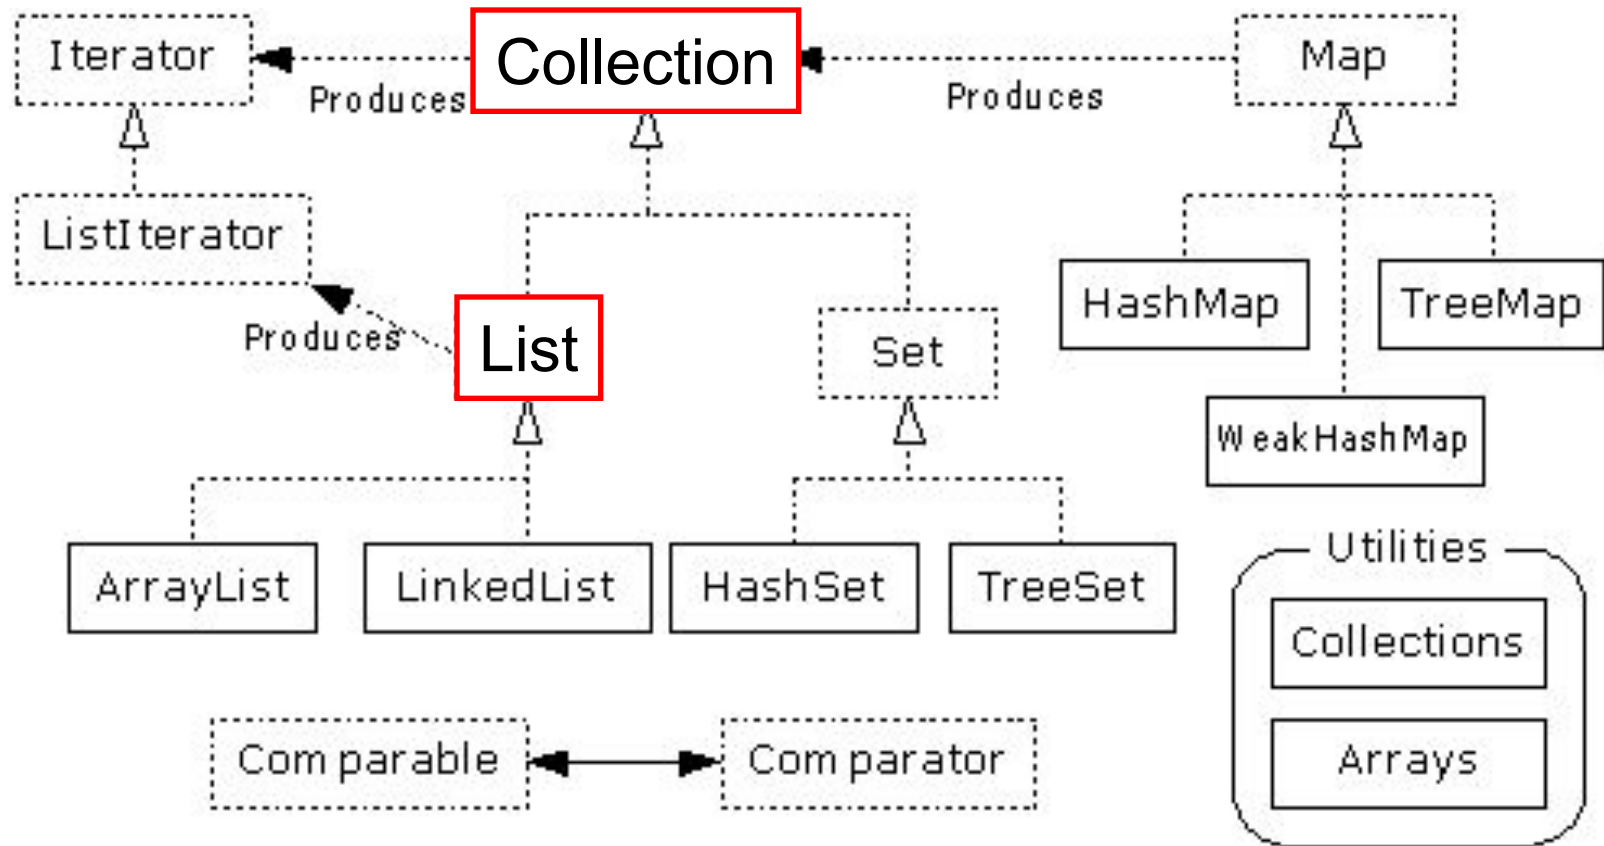 Iterator
Collection
Map
Produces
Produces
ListIterator
Produces
List
Set
HashMap
TreeMap
WeakHashMap
ArrayList
LinkedList
HashSet
TreeSet
Utilities
Collections
Arrays
Comparable
Comparator